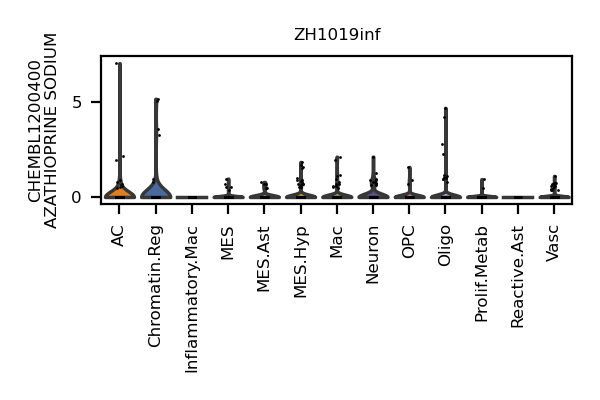 ZH1019inf
CHEMBL1200400
AZATHIOPRINE SODIUM
5
0
AC
Chromatin.Reg
Inflammatory.Mac
MES
MES.Ast
MES.Hyp
Mac
Neuron
OPC
Oligo
Prolif.Metab
Reactive.Ast
Vasc